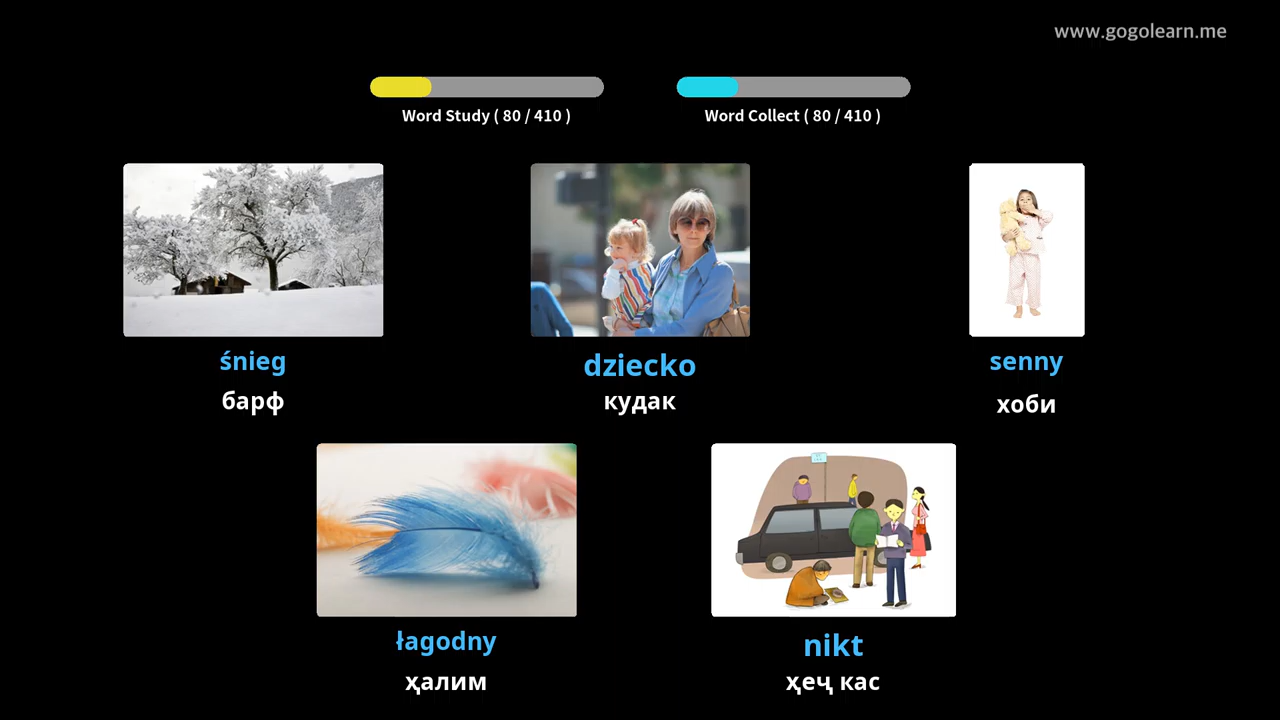 www.gogolearn.me
Word Study ( 80 / 410 )
Word Collect ( 80 / 410 )
śnieg
барф
dziecko
кудак
senny
хоби
łagodny
ҳалим
nikt
ҳеҷ кас